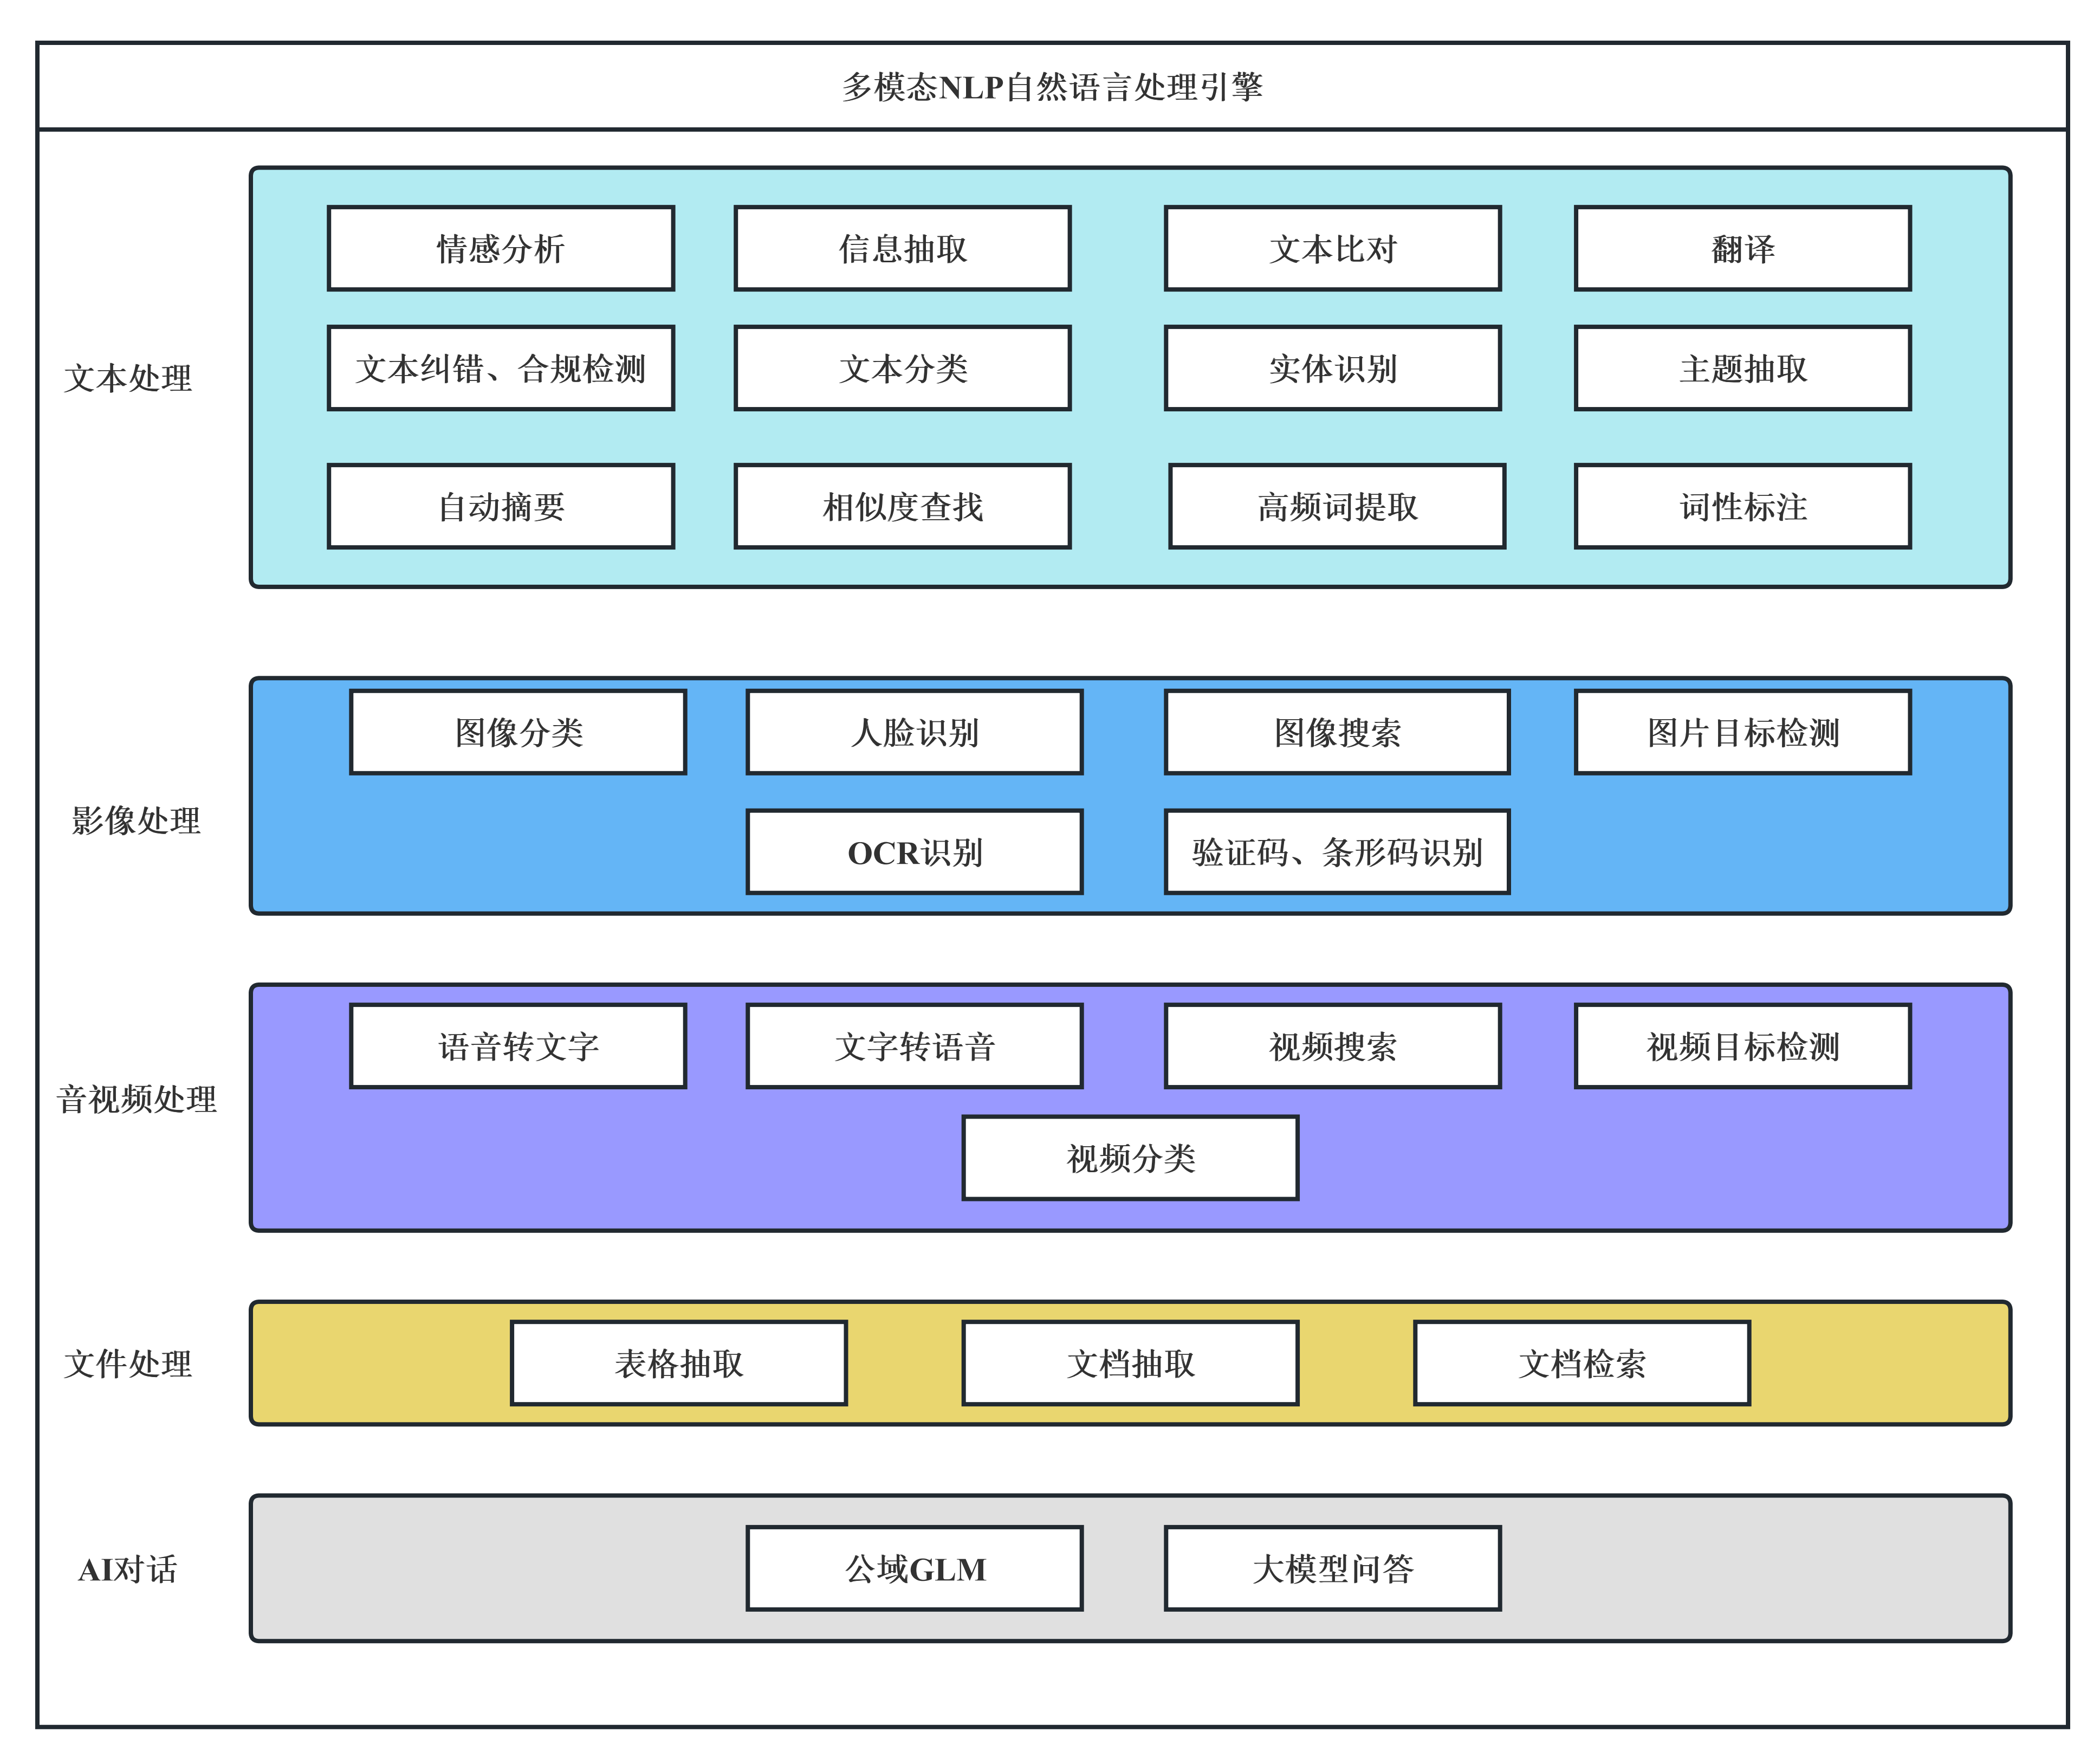 多模态NLP自然语言处理引擎
文本处理
情感分析
信息抽取
文本比对
翻译
文本纠错、合规检测
文本分类
实体识别
主题抽取
自动摘要
相似度查找
高频词提取
词性标注
影像处理
图像分类
人脸识别
图像搜索
图片目标检测
OCR识别
验证码、条形码识别
音视频处理
语音转文字
文字转语音
视频搜索
视频目标检测
视频分类
文件处理
表格抽取
文档抽取
文档检索
AI对话
公域GLM
大模型问答